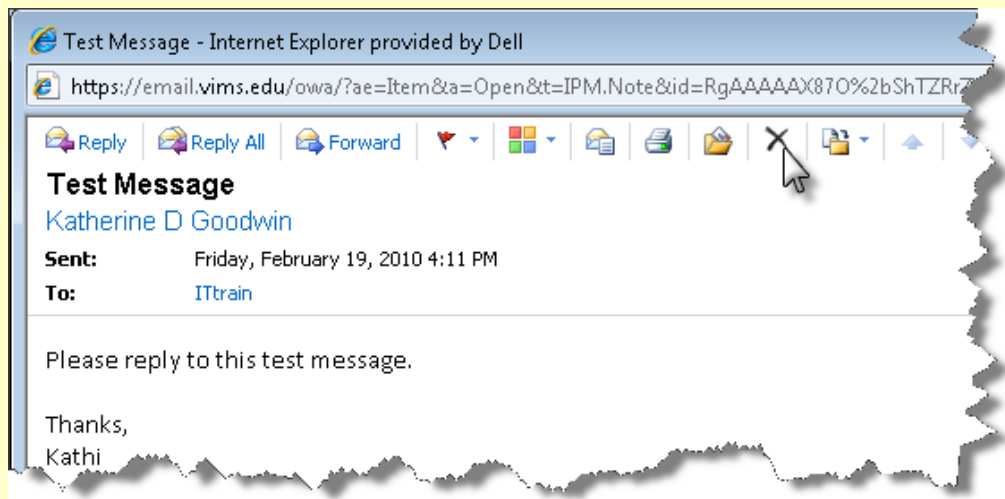 Test Message - Internet Explorer provided by Dell
https://email.vims.edu/owa/?ae=Item&a=Open&t=IPM.Note&id=RgAAAAAX87O%2bShTZRr
Reply Reply All Forward
Test Message
Katherine D Goodwin
Sent: Friday, February 19, 2010 4:11 PM
To: ITtrain
Please reply to this test message.
Thanks,
Kathi